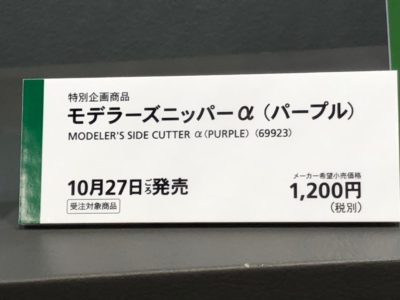 特別企画商品
モデラーズニッパーα（パープル）
MODELER'S SIDE CUTTER α(PURPLE) (69923)
10月27日ごろ発売
受注対象商品
メーカー希望小売価格
1,200円
（税別）